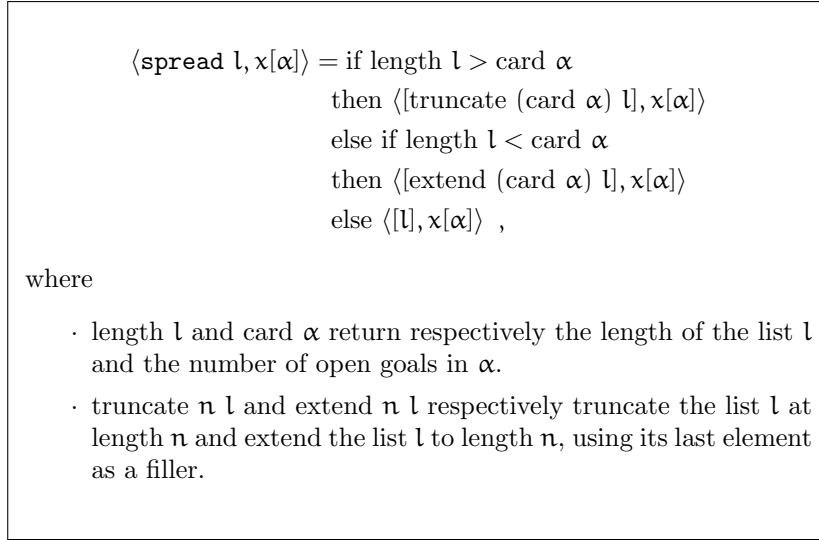 ⟨spread l, x[α]⟩ = if length l > card α
then ⟨[truncate (card α) l], x[α]⟩
else if length l < card α
then ⟨[extend (card α) l], x[α]⟩
else ⟨[l], x[α]⟩ ,
where
· length l and card α return respectively the length of the list l
and the number of open goals in α.
· truncate n l and extend n l respectively truncate the list l at
length n and extend the list l to length n, using its last element
as a filler.